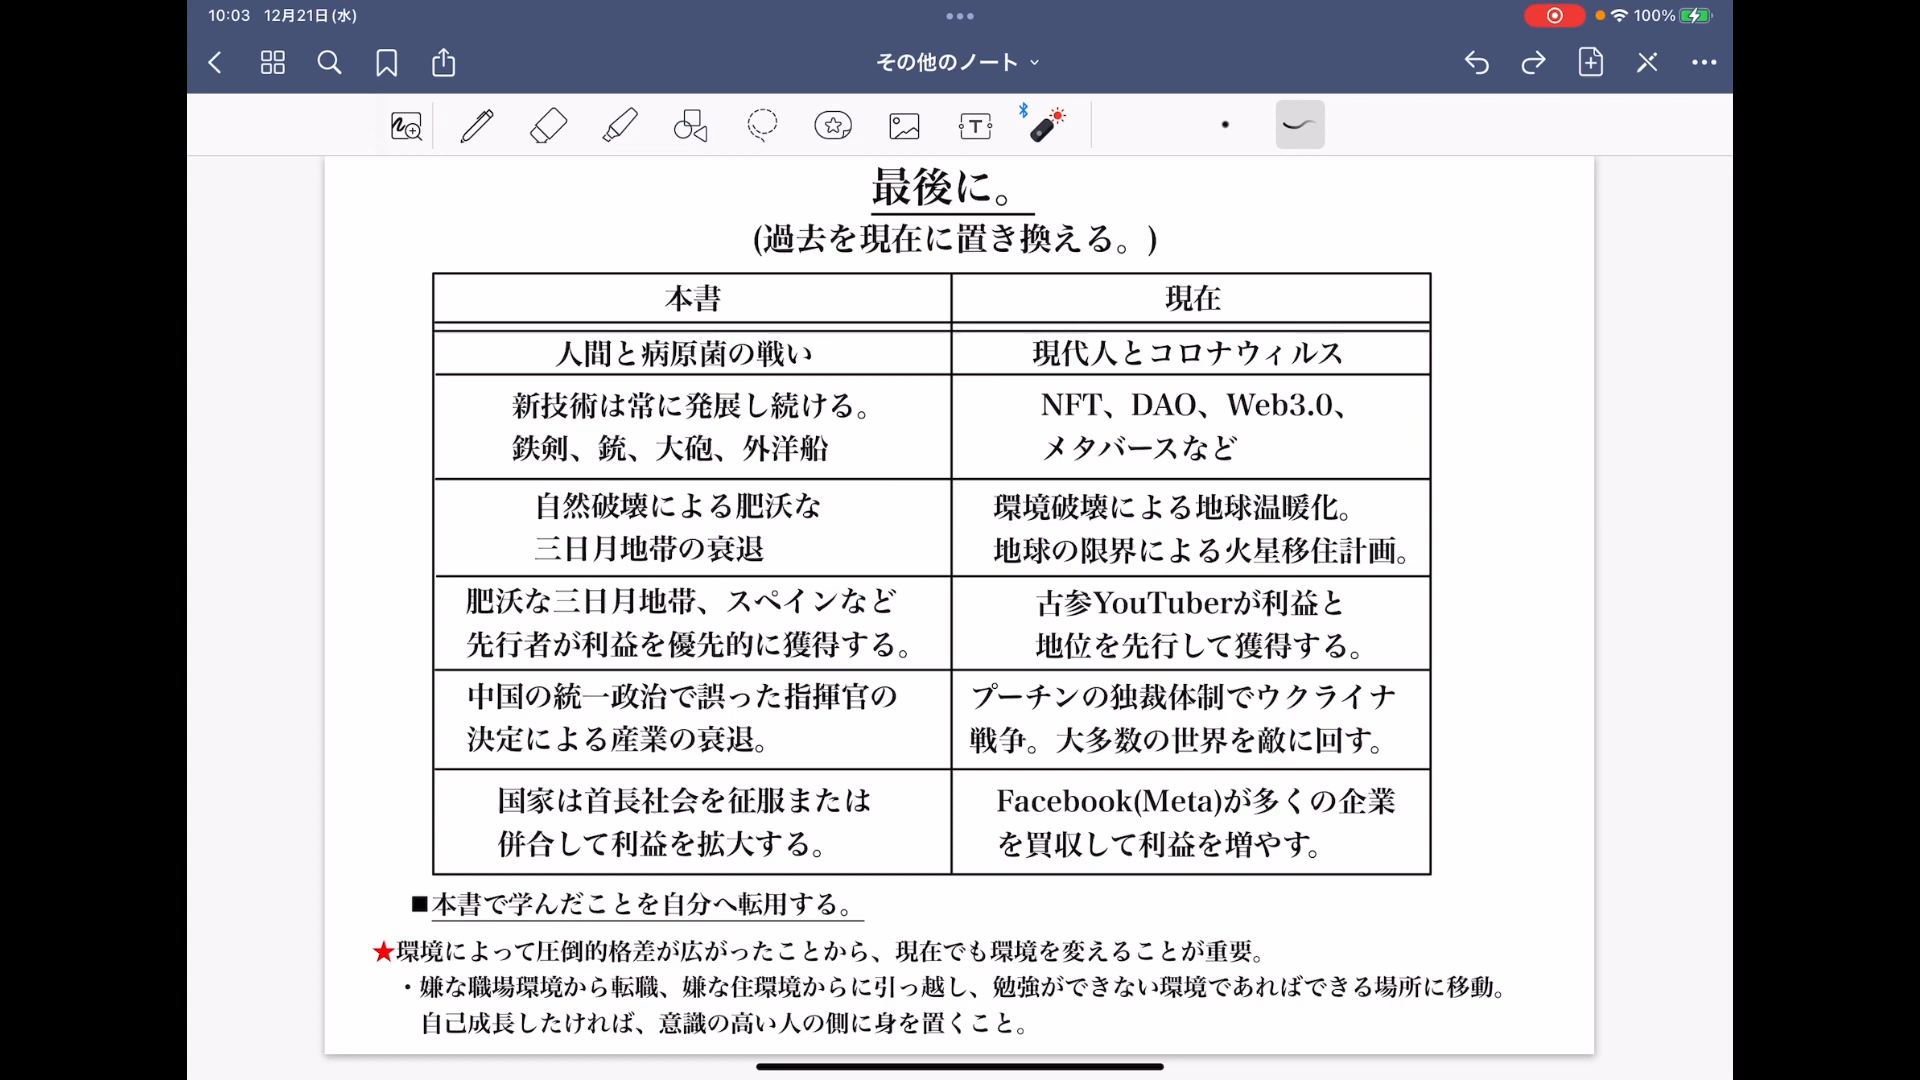 10:03 12月21日(水)
100%
その他のノート
最後に。
(過去を現在に置き換える。)
本書 現在
人間と病原菌の戦い 現代人とコロナウィルス
新技術は常に発展し続ける。
鉄剣、銃、大砲、外洋船
NFT、DAO、Web3.0、
メタバースなど
自然破壊による肥沃な
三日月地帯の衰退
環境破壊による地球温暖化。
地球の限界による火星移住計画。
肥沃な三日月地帯、スペインなど
先行者が利益を優先的に獲得する。
古参YouTuberが利益と
地位を先行して獲得する。
中国の統一政治で誤った指揮官の
決定による産業の衰退。
プーチンの独裁体制でウクライナ
戦争。大多数の世界を敵に回す。
国家は首長社会を征服または
併合して利益を拡大する。
Facebook(Meta)が多くの企業
を買収して利益を増やす。
■本書で学んだことを自分へ転用する。
★環境によって圧倒的格差が広がったことから、現在でも環境を変えることが重要。
・嫌な職場環境から転職、嫌な住環境からに引っ越し、勉強ができない環境であればできる場所に移動。
自己成長したければ、意識の高い人の側に身を置くこと。